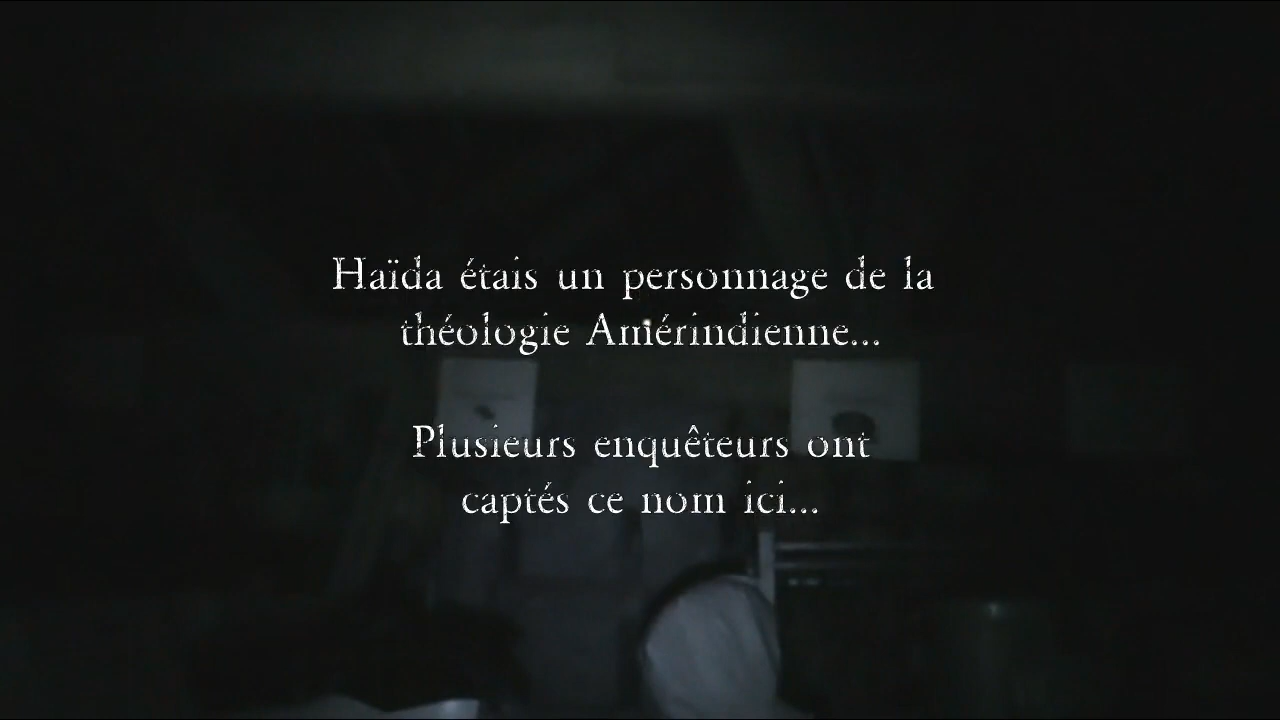 Haïda étais un personnage de la
théologie Amérindienne...
Plusieurs enquêteurs ont
captés ce nom ici...